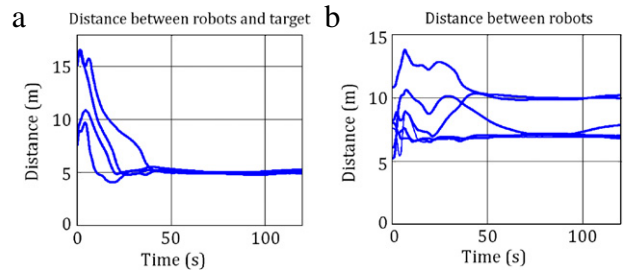 a
Distance between robots and target
15
10
5
0
Distance (m)
0 50 100
Time (s)
b
Distance between robots
15
10
5
0
Distance (m)
0 50 100
Time (s)